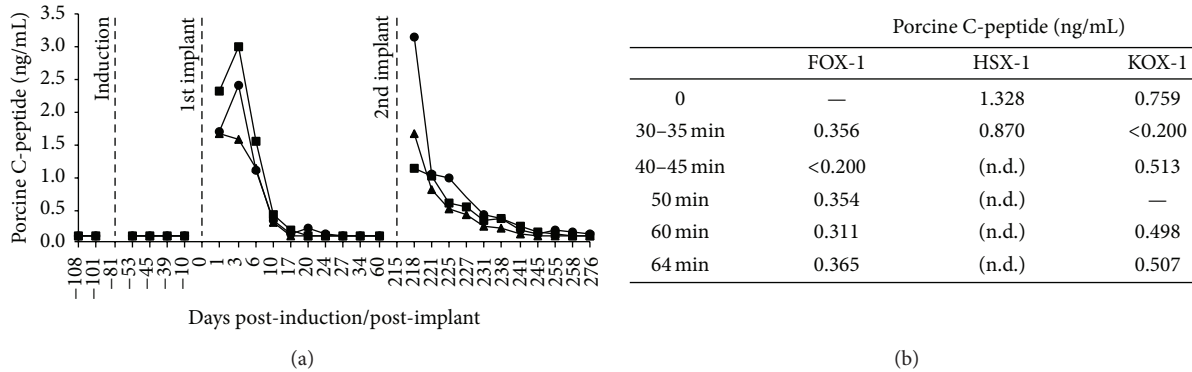 3.5
3.0
2.5
2.0
1.5
1.0
0.5
0.0
Porcine C-peptide (ng/mL)
Induction
1st implant
2nd implant
−108
−101
−81
−53
−45
−39
−10
0
1
3
6
10
17
20
24
27
34
60
215
218
221
225
227
231
238
241
245
255
258
276
Days post-induction/post-implant
(a)
Porcine C-peptide (ng/mL)
FOX-1 HSX-1 KOX-1
0 — 1.328 0.759
30–35 min 0.356 0.870 <0.200
40–45 min <0.200 (n.d.) 0.513
50 min 0.354 (n.d.) —
60 min 0.311 (n.d.) 0.498
64 min 0.365 (n.d.) 0.507
(b)